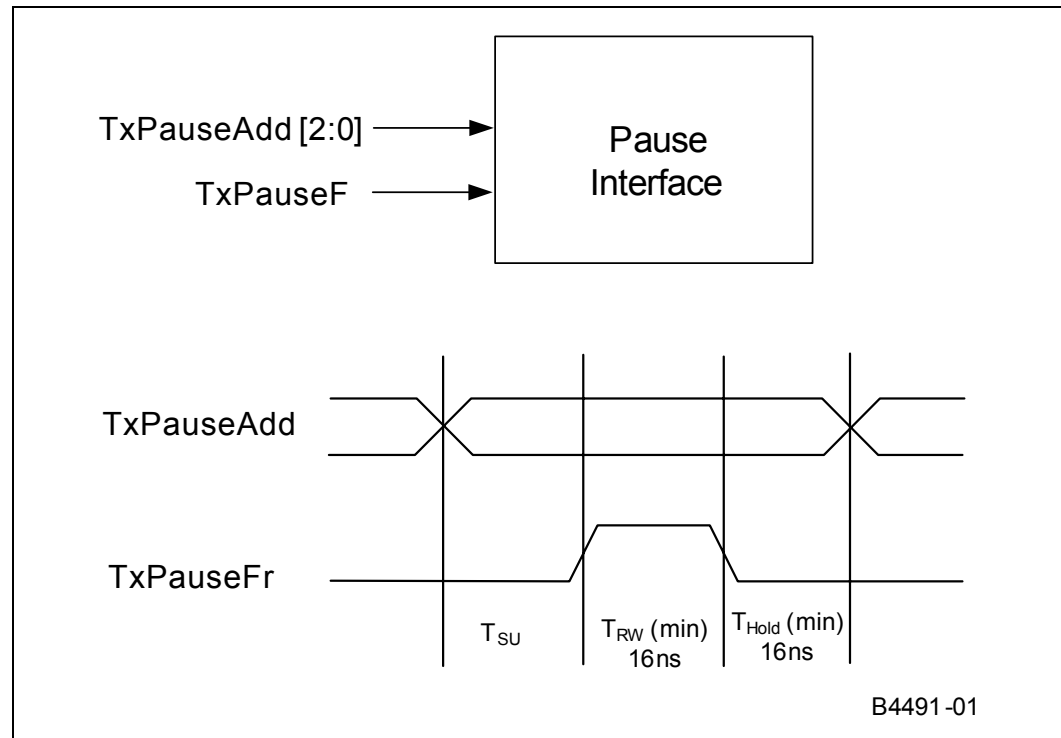 TxPauseAdd [2:0]
TxPauseF
Pause
Interface
TxPauseAdd
TxPauseFr
TSU
TRW (min)
16ns
THold (min)
16ns
B4491-01